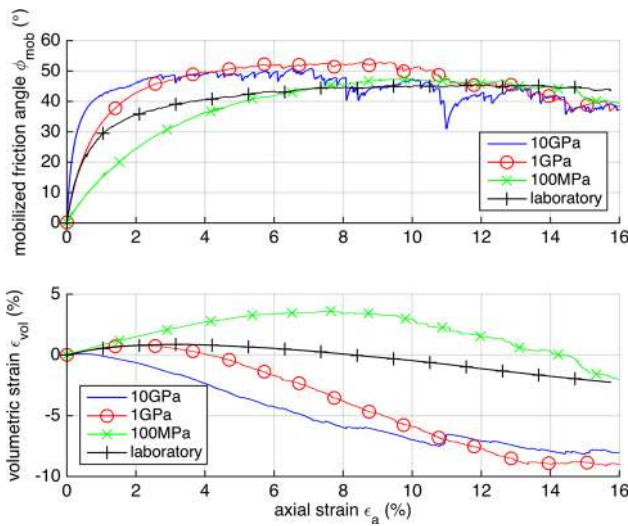 mobilized friction angle ϕmob (°)
60
50
40
30
20
10
0
0 2 4 6 8 10 12 14 16
10GPa
1GPa
100MPa
laboratory
volumetric strain ϵvol (%)
5
0
-5
-10
10GPa
1GPa
100MPa
laboratory
0 2 4 6 8 10 12 14 16
axial strain ϵa (%)